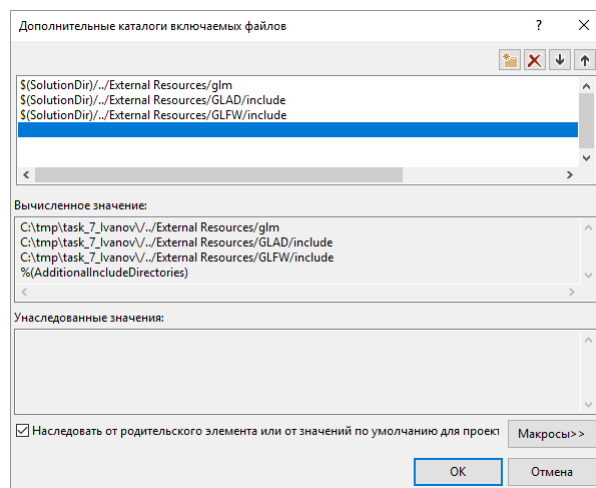 Дополнительные каталоги включаемых файлов
$(SolutionDir)/../External Resources/glm
$(SolutionDir)/../External Resources/GLAD/include
$(SolutionDir)/../External Resources/GLFW/include
Вычисленное значение:
C:\tmp\task_7_Ivanov\/../External Resources/glm
C:\tmp\task_7_Ivanov\/../External Resources/GLAD/include
C:\tmp\task_7_Ivanov\/../External Resources/GLFW/include
%(AdditionalIncludeDirectories)
Унаследованные значения:
Наследовать от родительского элемента или от значений по умолчанию для проект
Макросы>>
ОК
Отмена